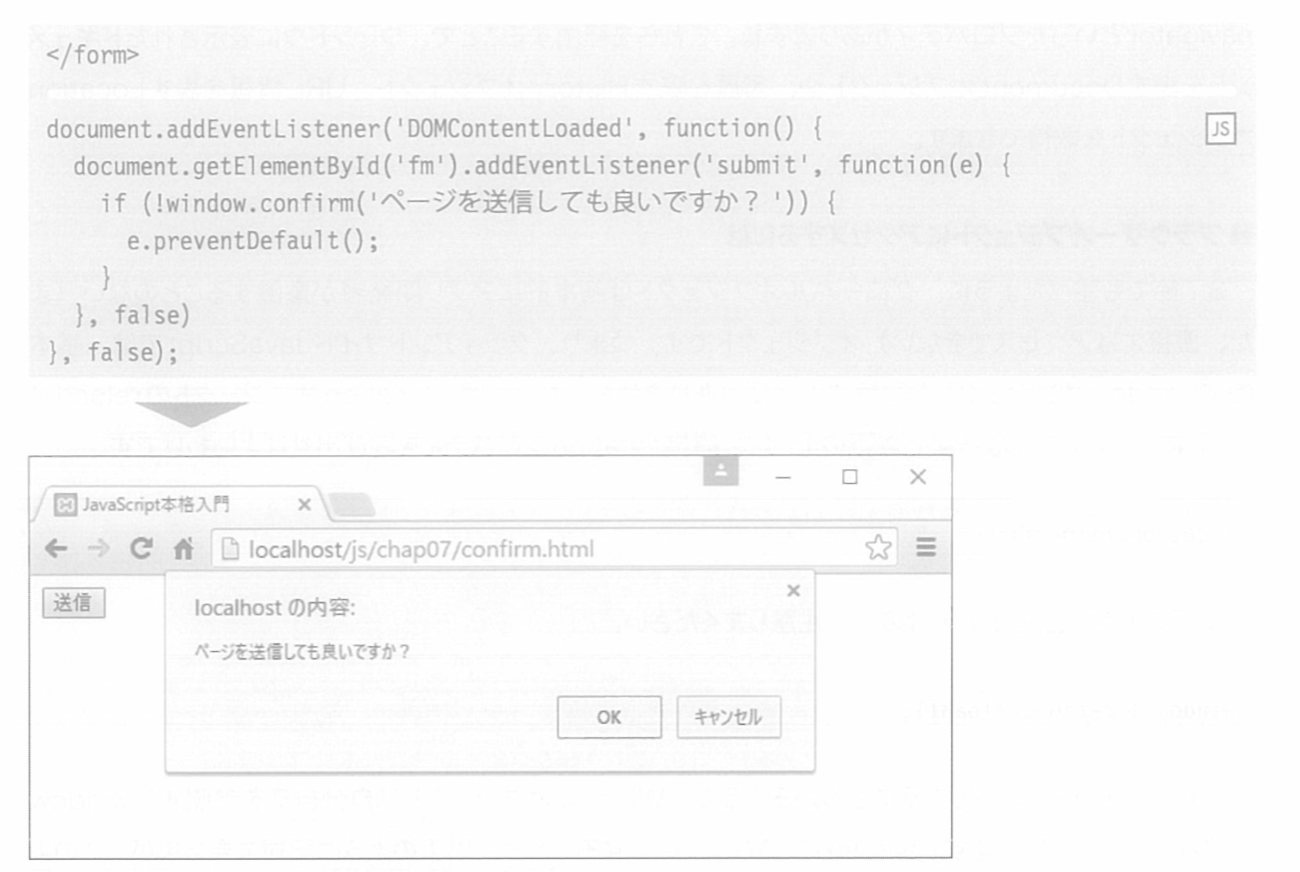 </form>
document.addEventListener('DOMContentLoaded', function() {
JS
  document.getElementById('fm').addEventListener('submit', function(e) {
    if (!window.confirm('ページを送信しても良いですか？')) {
      e.preventDefault();
    }
  }, false)
}, false);
JavaScript本格入門
localhost/js/chap07/confirm.html
送信
localhost の内容:
ページを送信しても良いですか？
OK キャンセル